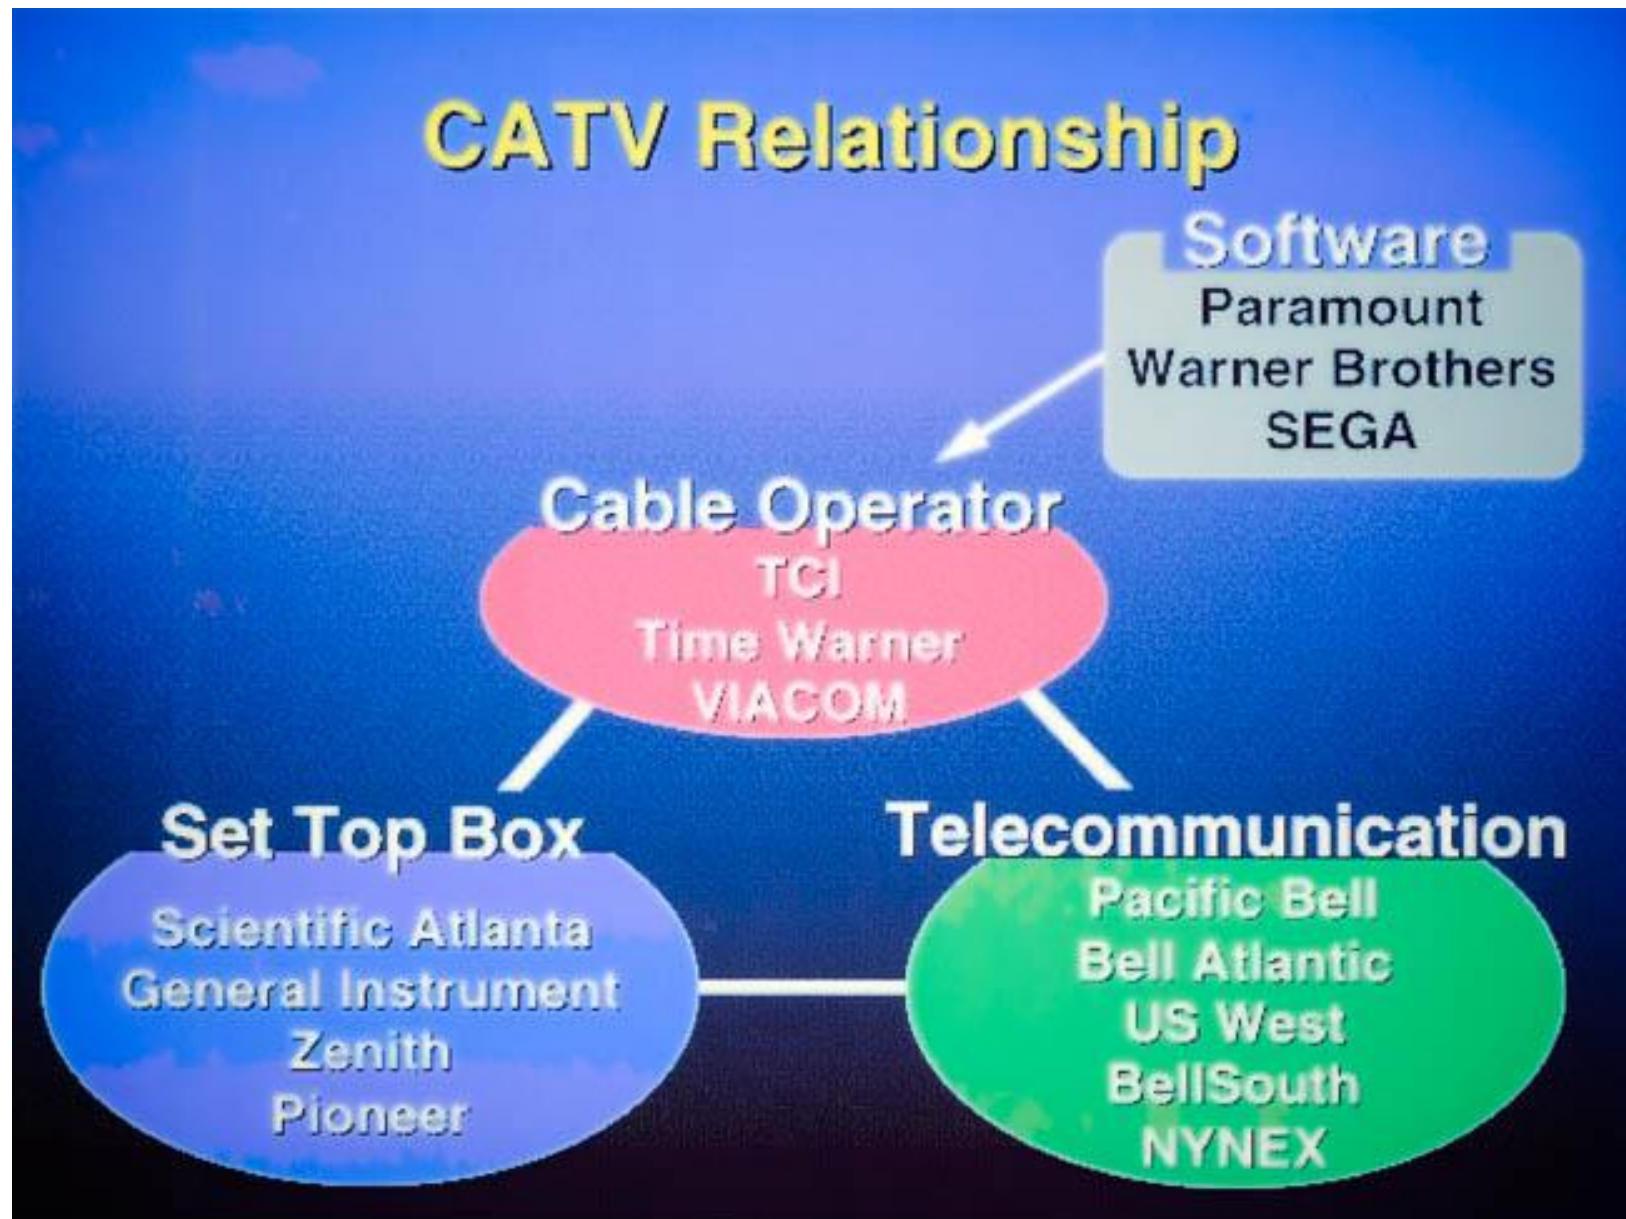 CATV Relationship
Software
Paramount
Warner Brothers
SEGA
Cable Operator
TCI
Time Warner
VIACOM
Set Top Box
Scientific Atlanta
General Instrument
Zenith
Pioneer
Telecommunication
Pacific Bell
Bell Atlantic
US West
BellSouth
NYNEX